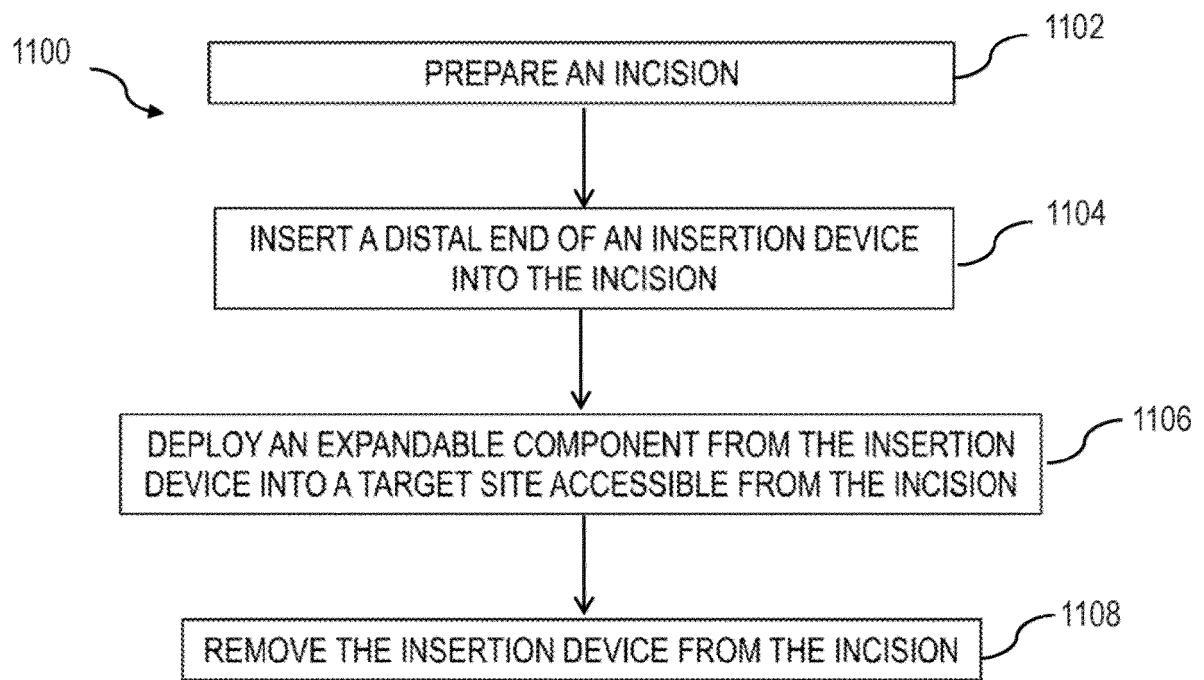 1100
1102
PREPARE AN INCISION
1104
INSERT A DISTAL END OF AN INSERTION DEVICE
INTO THE INCISION
1106
DEPLOY AN EXPANDABLE COMPONENT FROM THE INSERTION
DEVICE INTO A TARGET SITE ACCESSIBLE FROM THE INCISION
1108
REMOVE THE INSERTION DEVICE FROM THE INCISION